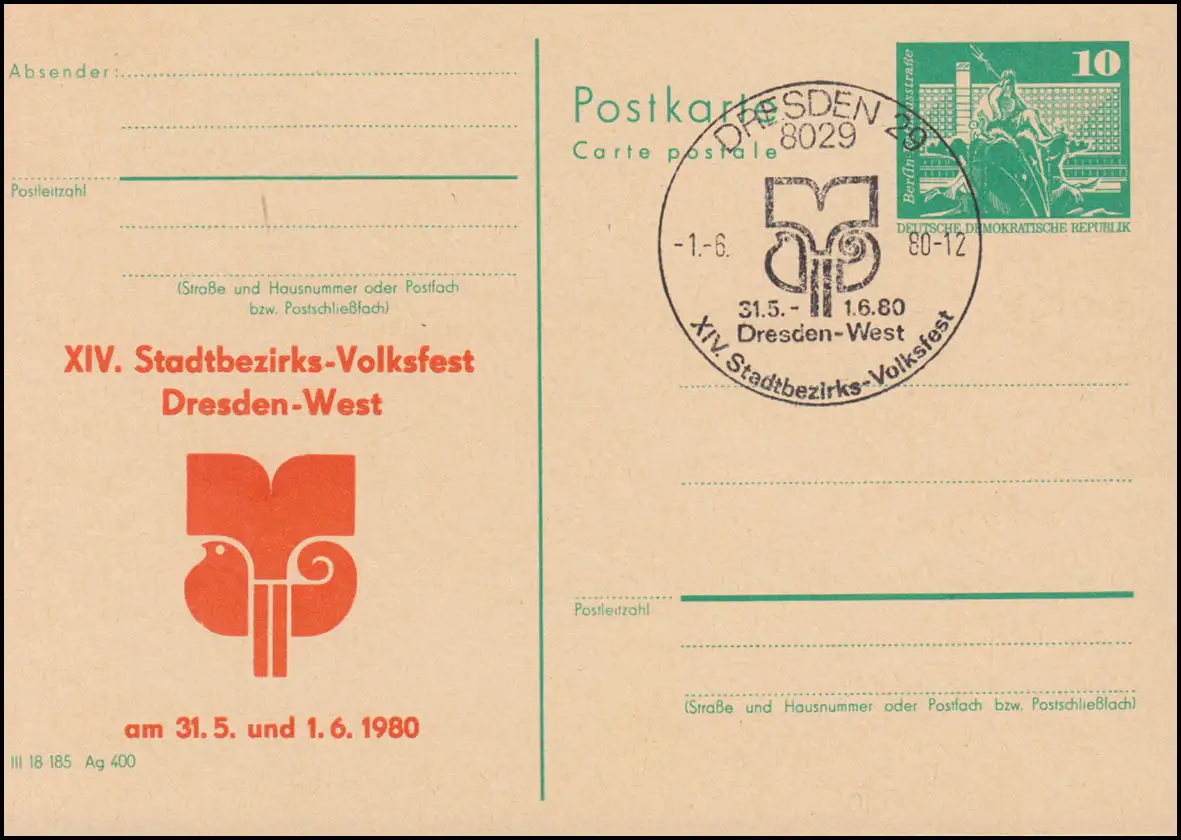 Absender:
Postleitzahl
(Straße und Hausnummer oder Postfach
bzw. Postschließfach)
XIV. Stadtbezirks-Volksfest
Dresden-West
am 31.5. und 1.6. 1980
III 18 185 Ag 400
Postkarte
Carte postale
10
DEUTSCHE DEMOKRATISCHE REPUBLIK
DRESDEN 29
8029
-1.-6. 80-12
31.5. - 1.6.80
Dresden-West
XIV. Stadtbezirks-Volksfest
Postleitzahl
(Straße und Hausnummer oder Postfach bzw. Postschließfach)